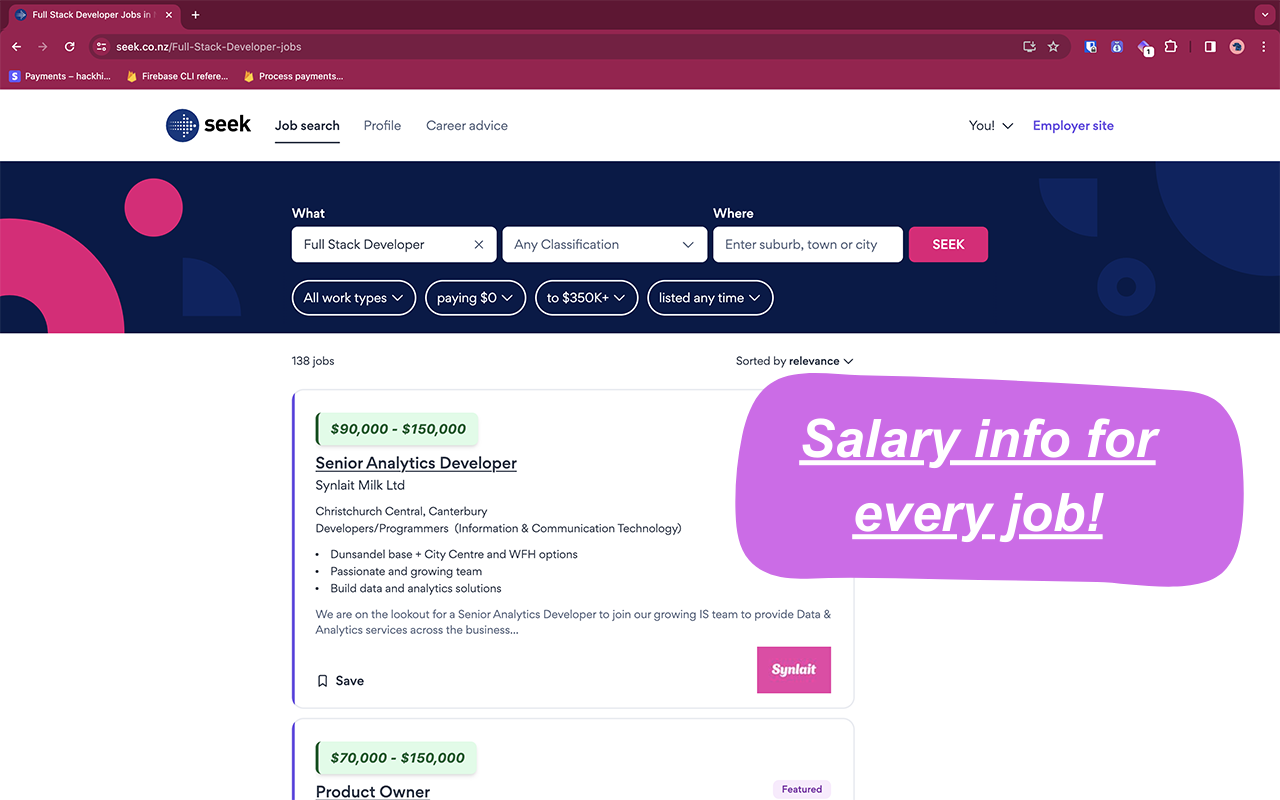 Full Stack Developer Jobs in
seek.co.nz/Full-Stack-Developer-jobs
1
S Payments – hackhi...
Firebase CLI refere...
Process payments...
seek
Job search
Profile
Career advice
You!
Employer site
What
Where
Full Stack Developer
Any Classification
Enter suburb, town or city
SEEK
All work types
paying $0
to $350K+
listed any time
138 jobs
Sorted by relevance
Salary info for
every job!
$90,000 - $150,000
Senior Analytics Developer
Synlait Milk Ltd
Christchurch Central, Canterbury
Developers/Programmers (Information & Communication Technology)
• Dunsandel base + City Centre and WFH options
• Passionate and growing team
• Build data and analytics solutions
We are on the lookout for a Senior Analytics Developer to join our growing IS team to provide Data &
Analytics services across the business...
Synlait
Save
$70,000 - $150,000
Featured
Product Owner